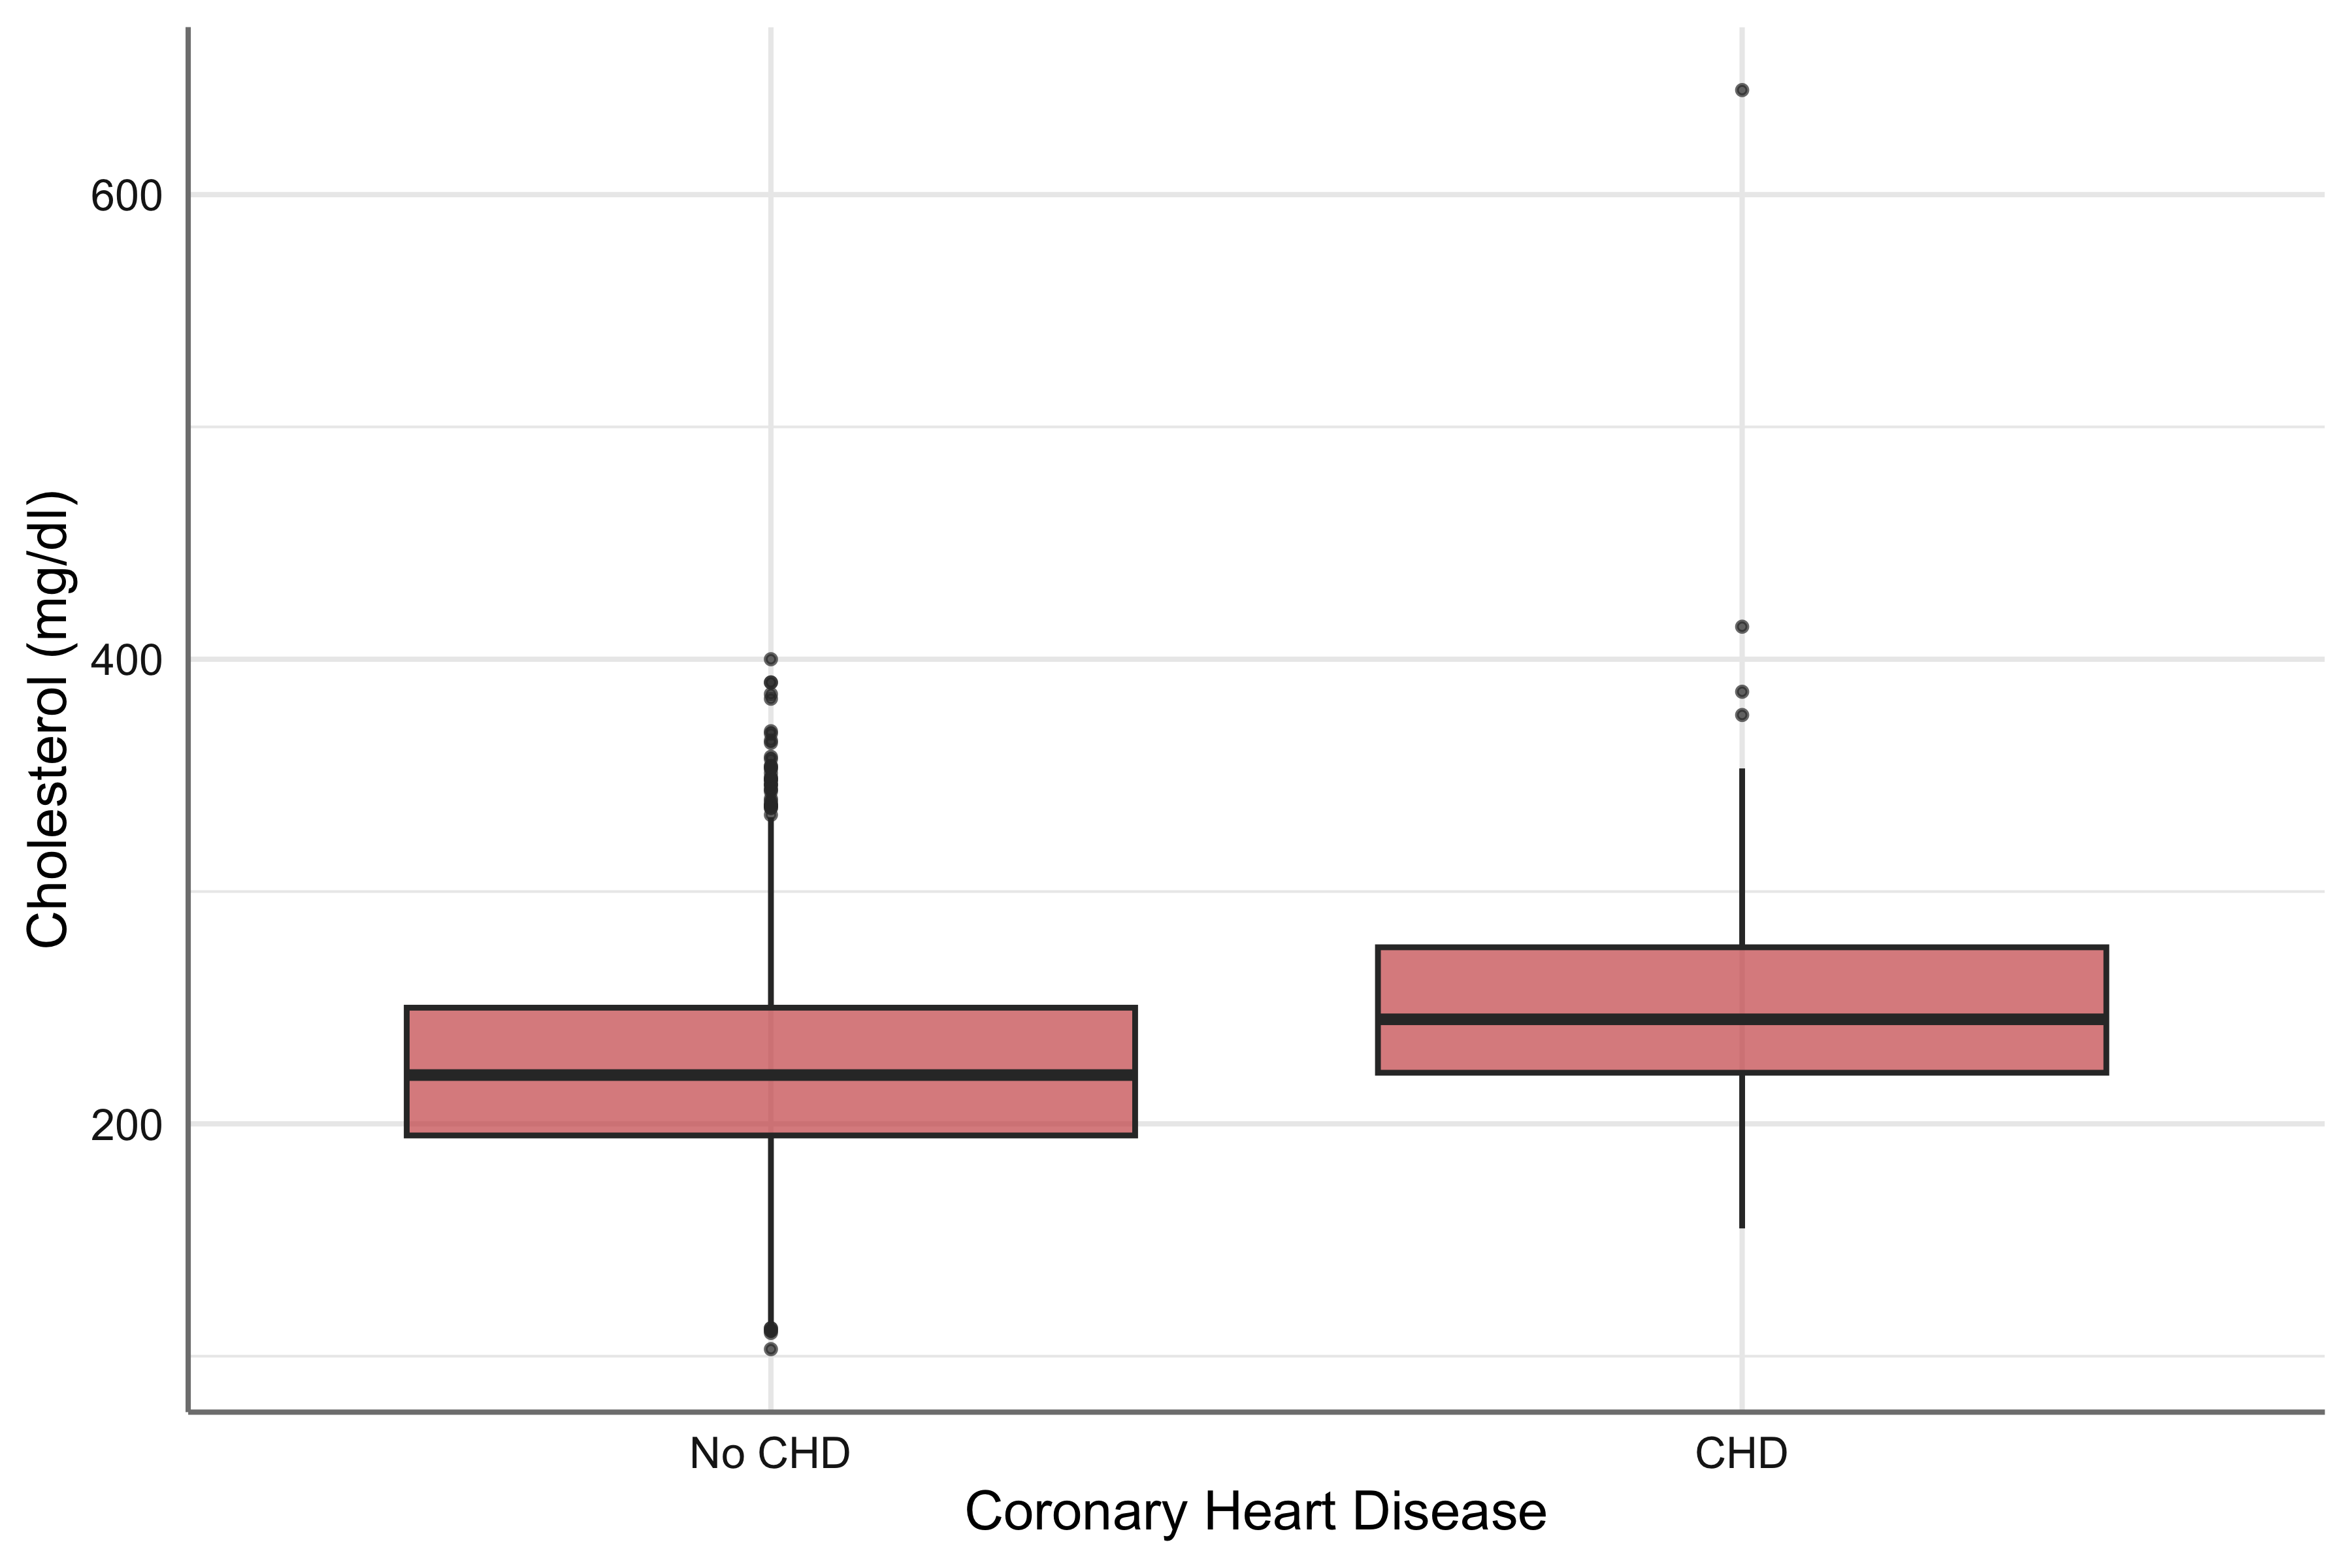 Cholesterol (mg/dl)
600
400
200
No CHD
CHD
Coronary Heart Disease